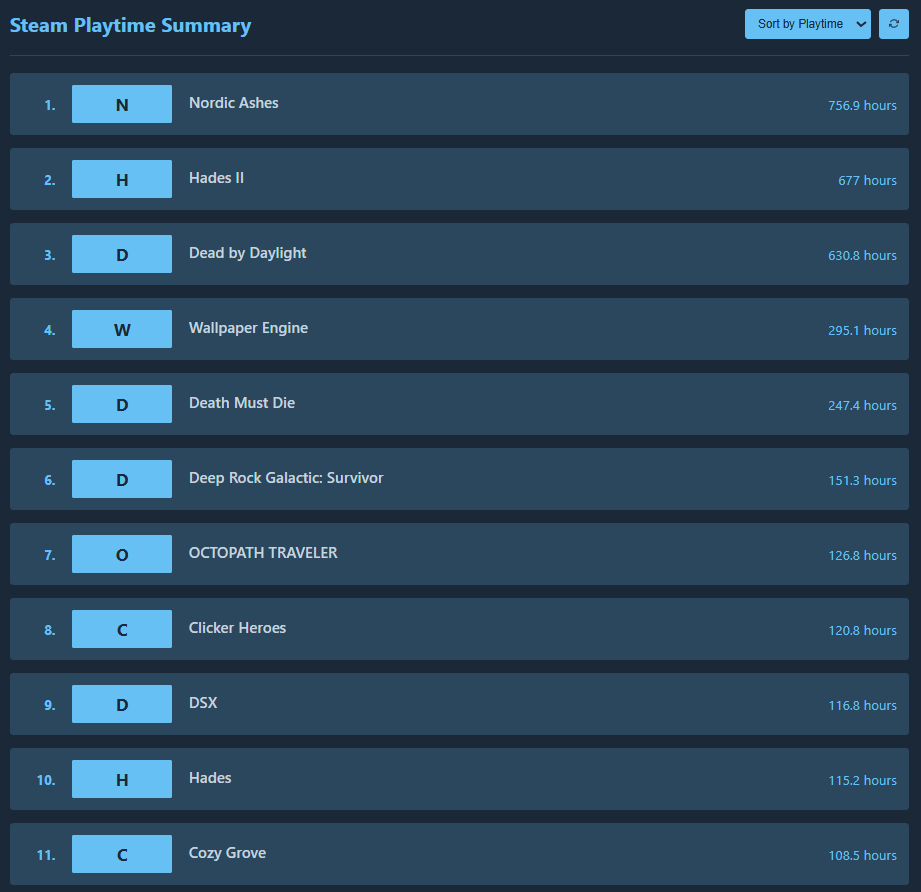 Steam Playtime Summary
Sort by Playtime
1. N Nordic Ashes 756.9 hours
2. H Hades II 677 hours
3. D Dead by Daylight 630.8 hours
4. W Wallpaper Engine 295.1 hours
5. D Death Must Die 247.4 hours
6. D Deep Rock Galactic: Survivor 151.3 hours
7. O OCTOPATH TRAVELER 126.8 hours
8. C Clicker Heroes 120.8 hours
9. D DSX 116.8 hours
10. H Hades 115.2 hours
11. C Cozy Grove 108.5 hours